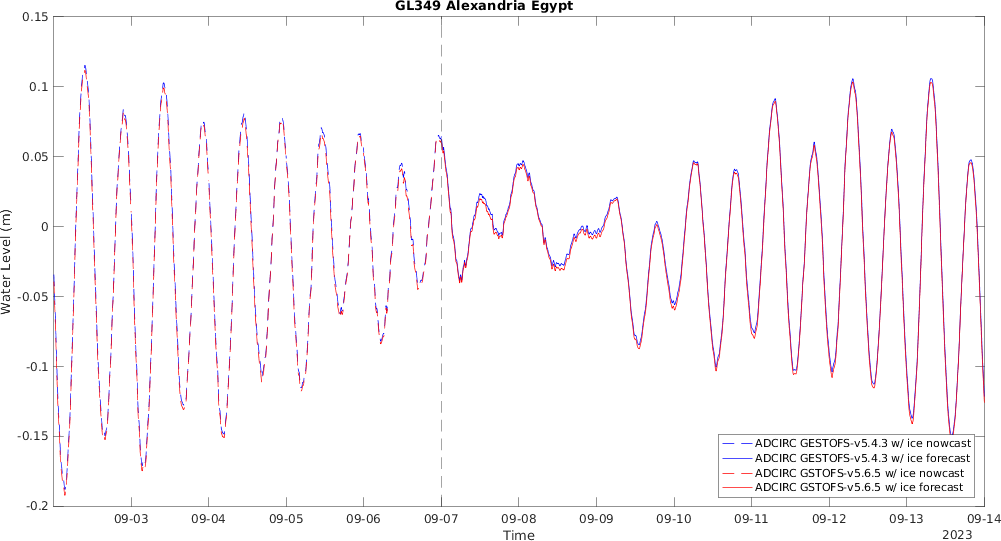 GL349 Alexandria Egypt
0.15
0.1
0.05
0
-0.05
-0.1
-0.15
-0.2
Water Level (m)
ADCIRC GESTOFS-v5.4.3 w/ ice nowcast
ADCIRC GESTOFS-v5.4.3 w/ ice forecast
ADCIRC GSTOFS-v5.6.5 w/ ice nowcast
ADCIRC GSTOFS-v5.6.5 w/ ice forecast
09-03 09-04 09-05 09-06 09-07 09-08 09-09 09-10 09-11 09-12 09-13 09-14
Time
2023